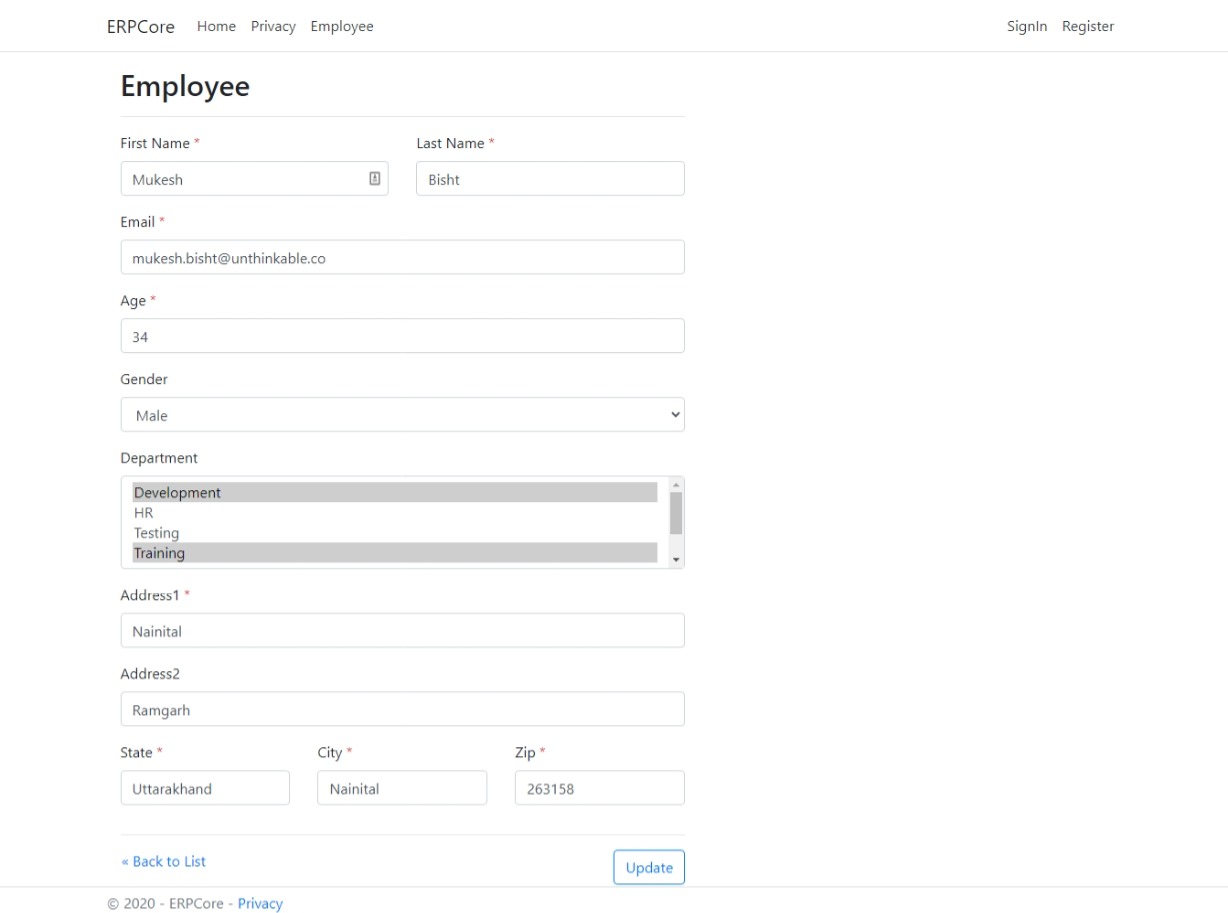 ERPCore Home Privacy Employee SignIn Register
Employee
First Name * Last Name *
Mukesh Bisht
Email *
mukesh.bisht@unthinkable.co
Age *
34
Gender
Male
Department
Development
HR
Testing
Training
Address1 *
Nainital
Address2
Ramgarh
State * City * Zip *
Uttarakhand Nainital 263158
« Back to List Update
© 2020 - ERPCore - Privacy